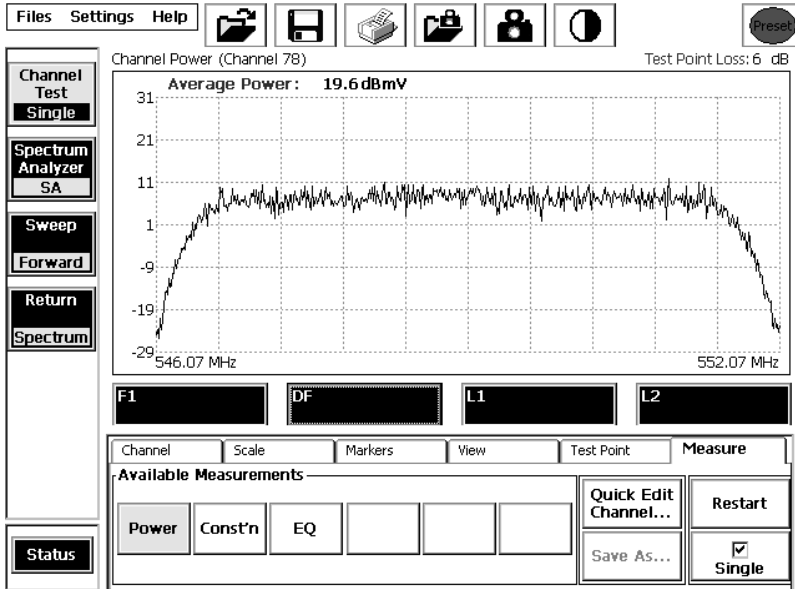 Files Settings Help
Preset
Channel Power (Channel 78)
Test Point Loss: 6 dB
Channel
Test
Single
Spectrum
Analyzer
SA
Sweep
Forward
Return
Spectrum
Status
Average Power: 19.6 dBmV
31
21
11
1
-9
-19
-29
546.07 MHz
552.07 MHz
F1
DF
L1
L2
Channel
Scale
Markers
View
Test Point
Measure
Available Measurements
Power
Const'n
EQ
Quick Edit
Channel...
Restart
Save As...
Single